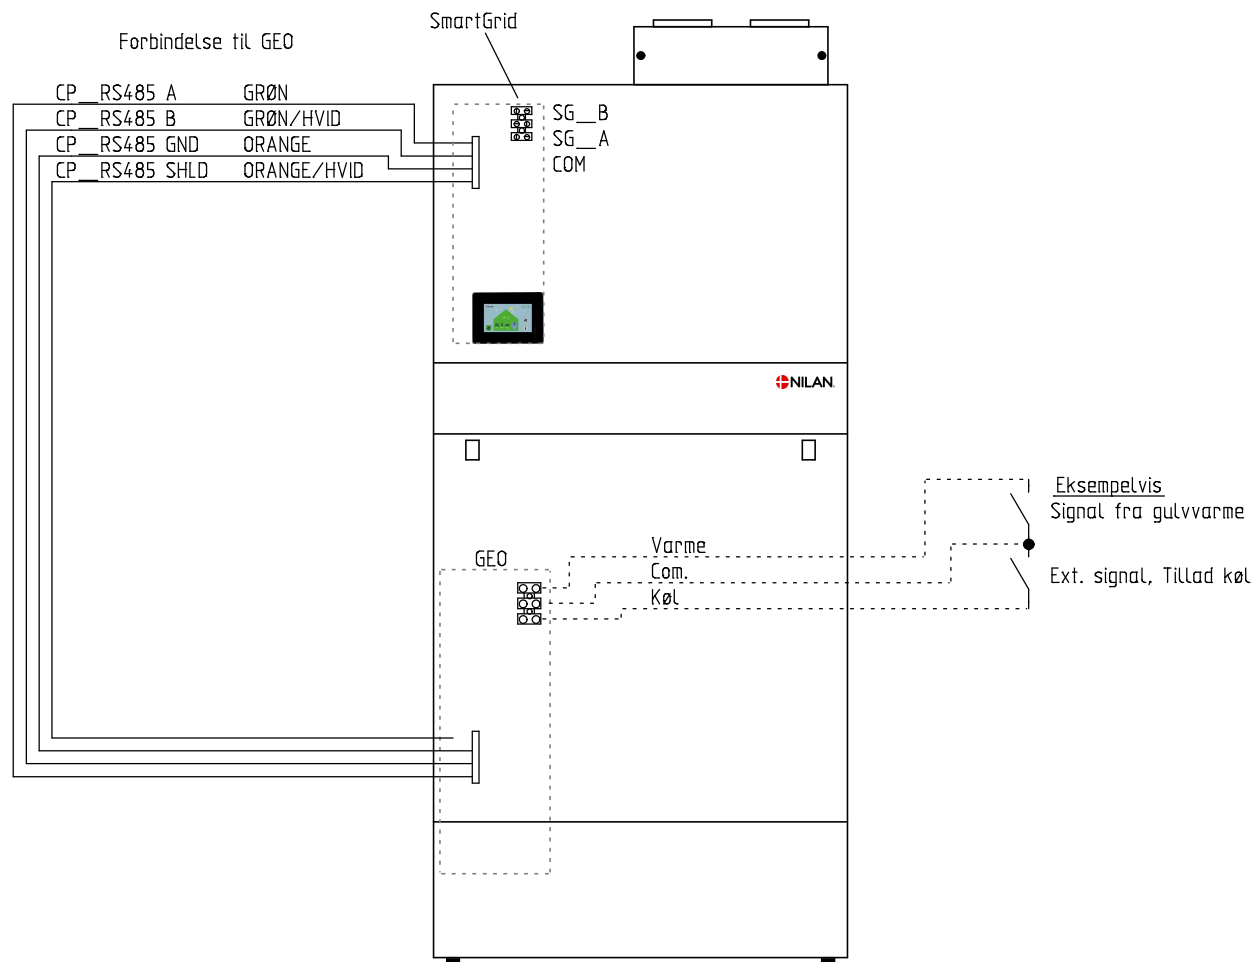 SmartGrid
Forbindelse til GEO
CP__RS485 A GRØN
CP__RS485 B GRØN/HVID
CP__RS485 GND ORANGE
CP__RS485 SHLD ORANGE/HVID
SG__B
SG__A
COM
NILAN
Eksempelvis
Signal fra gulvvarme
Varme
GEO
Com.
Ext. signal, Tillad køl
Køl